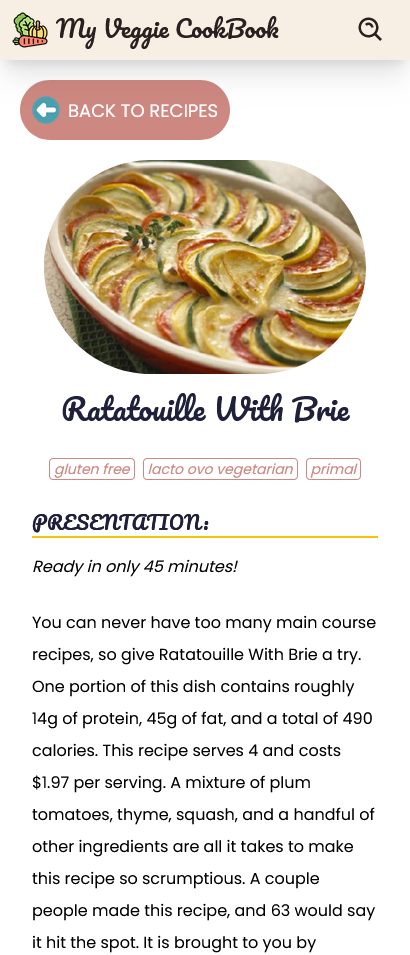 My Veggie CookBook
BACK TO RECIPES
Ratatouille With Brie
gluten free lacto ovo vegetarian primal
PRESENTATION:
Ready in only 45 minutes!
You can never have too many main course
recipes, so give Ratatouille With Brie a try.
One portion of this dish contains roughly
14g of protein, 45g of fat, and a total of 490
calories. This recipe serves 4 and costs
$1.97 per serving. A mixture of plum
tomatoes, thyme, squash, and a handful of
other ingredients are all it takes to make
this recipe so scrumptious. A couple
people made this recipe, and 63 would say
it hit the spot. It is brought to you by